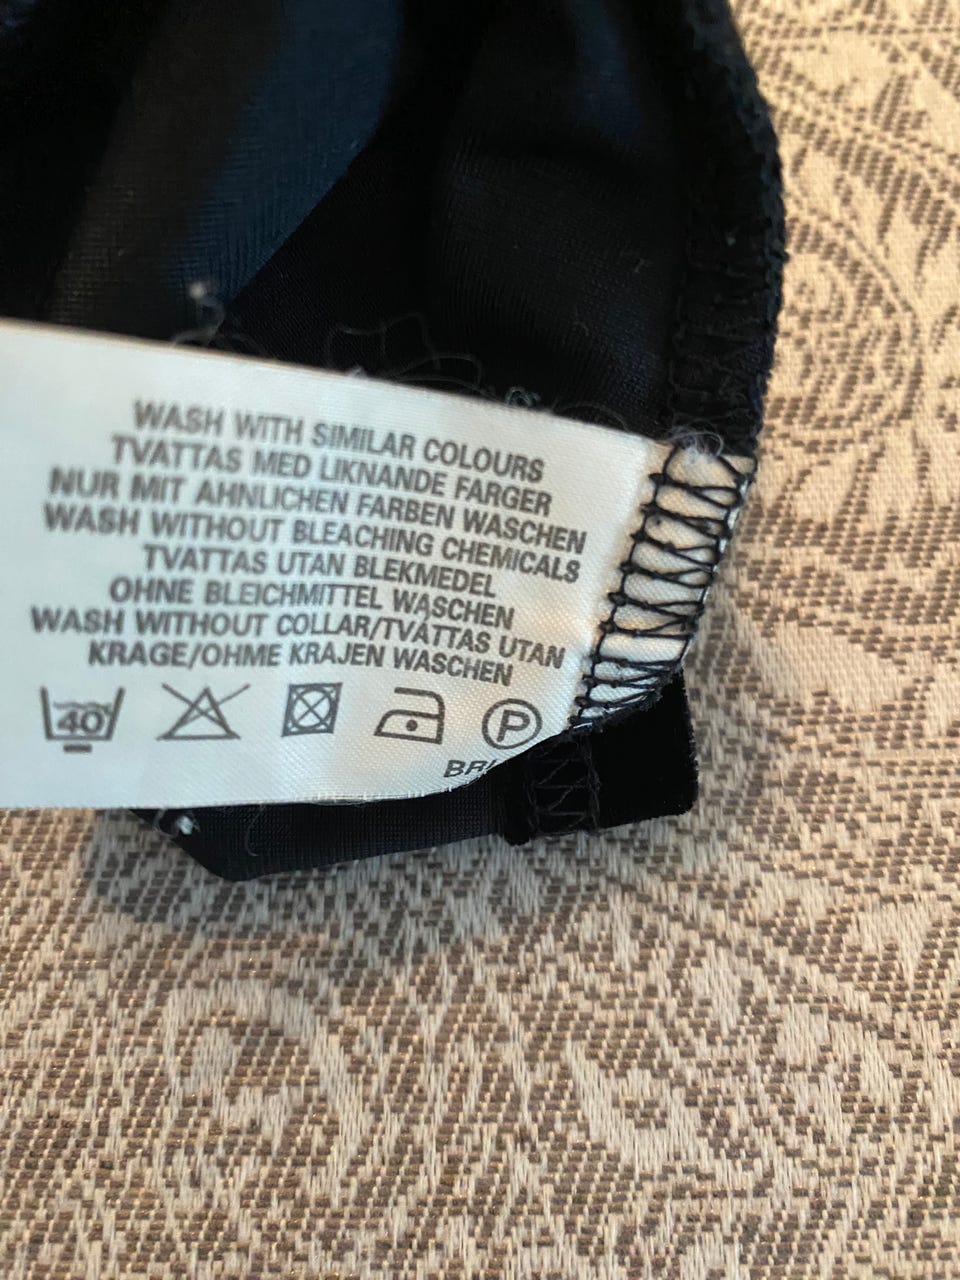 WASH WITH SIMILAR COLOURS
TVATTAS MED LIKNANDE FARGER
NUR MIT AHNLICHEN FARBEN WASCHEN
WASH WITHOUT BLEACHING CHEMICALS
TVATTAS UTAN BLEKMEDEL
OHNE BLEICHMITTEL WASCHEN
WASH WITHOUT COLLAR/TVATTAS UTAN
KRAGE/OHME KRAJEN WASCHEN
40 P